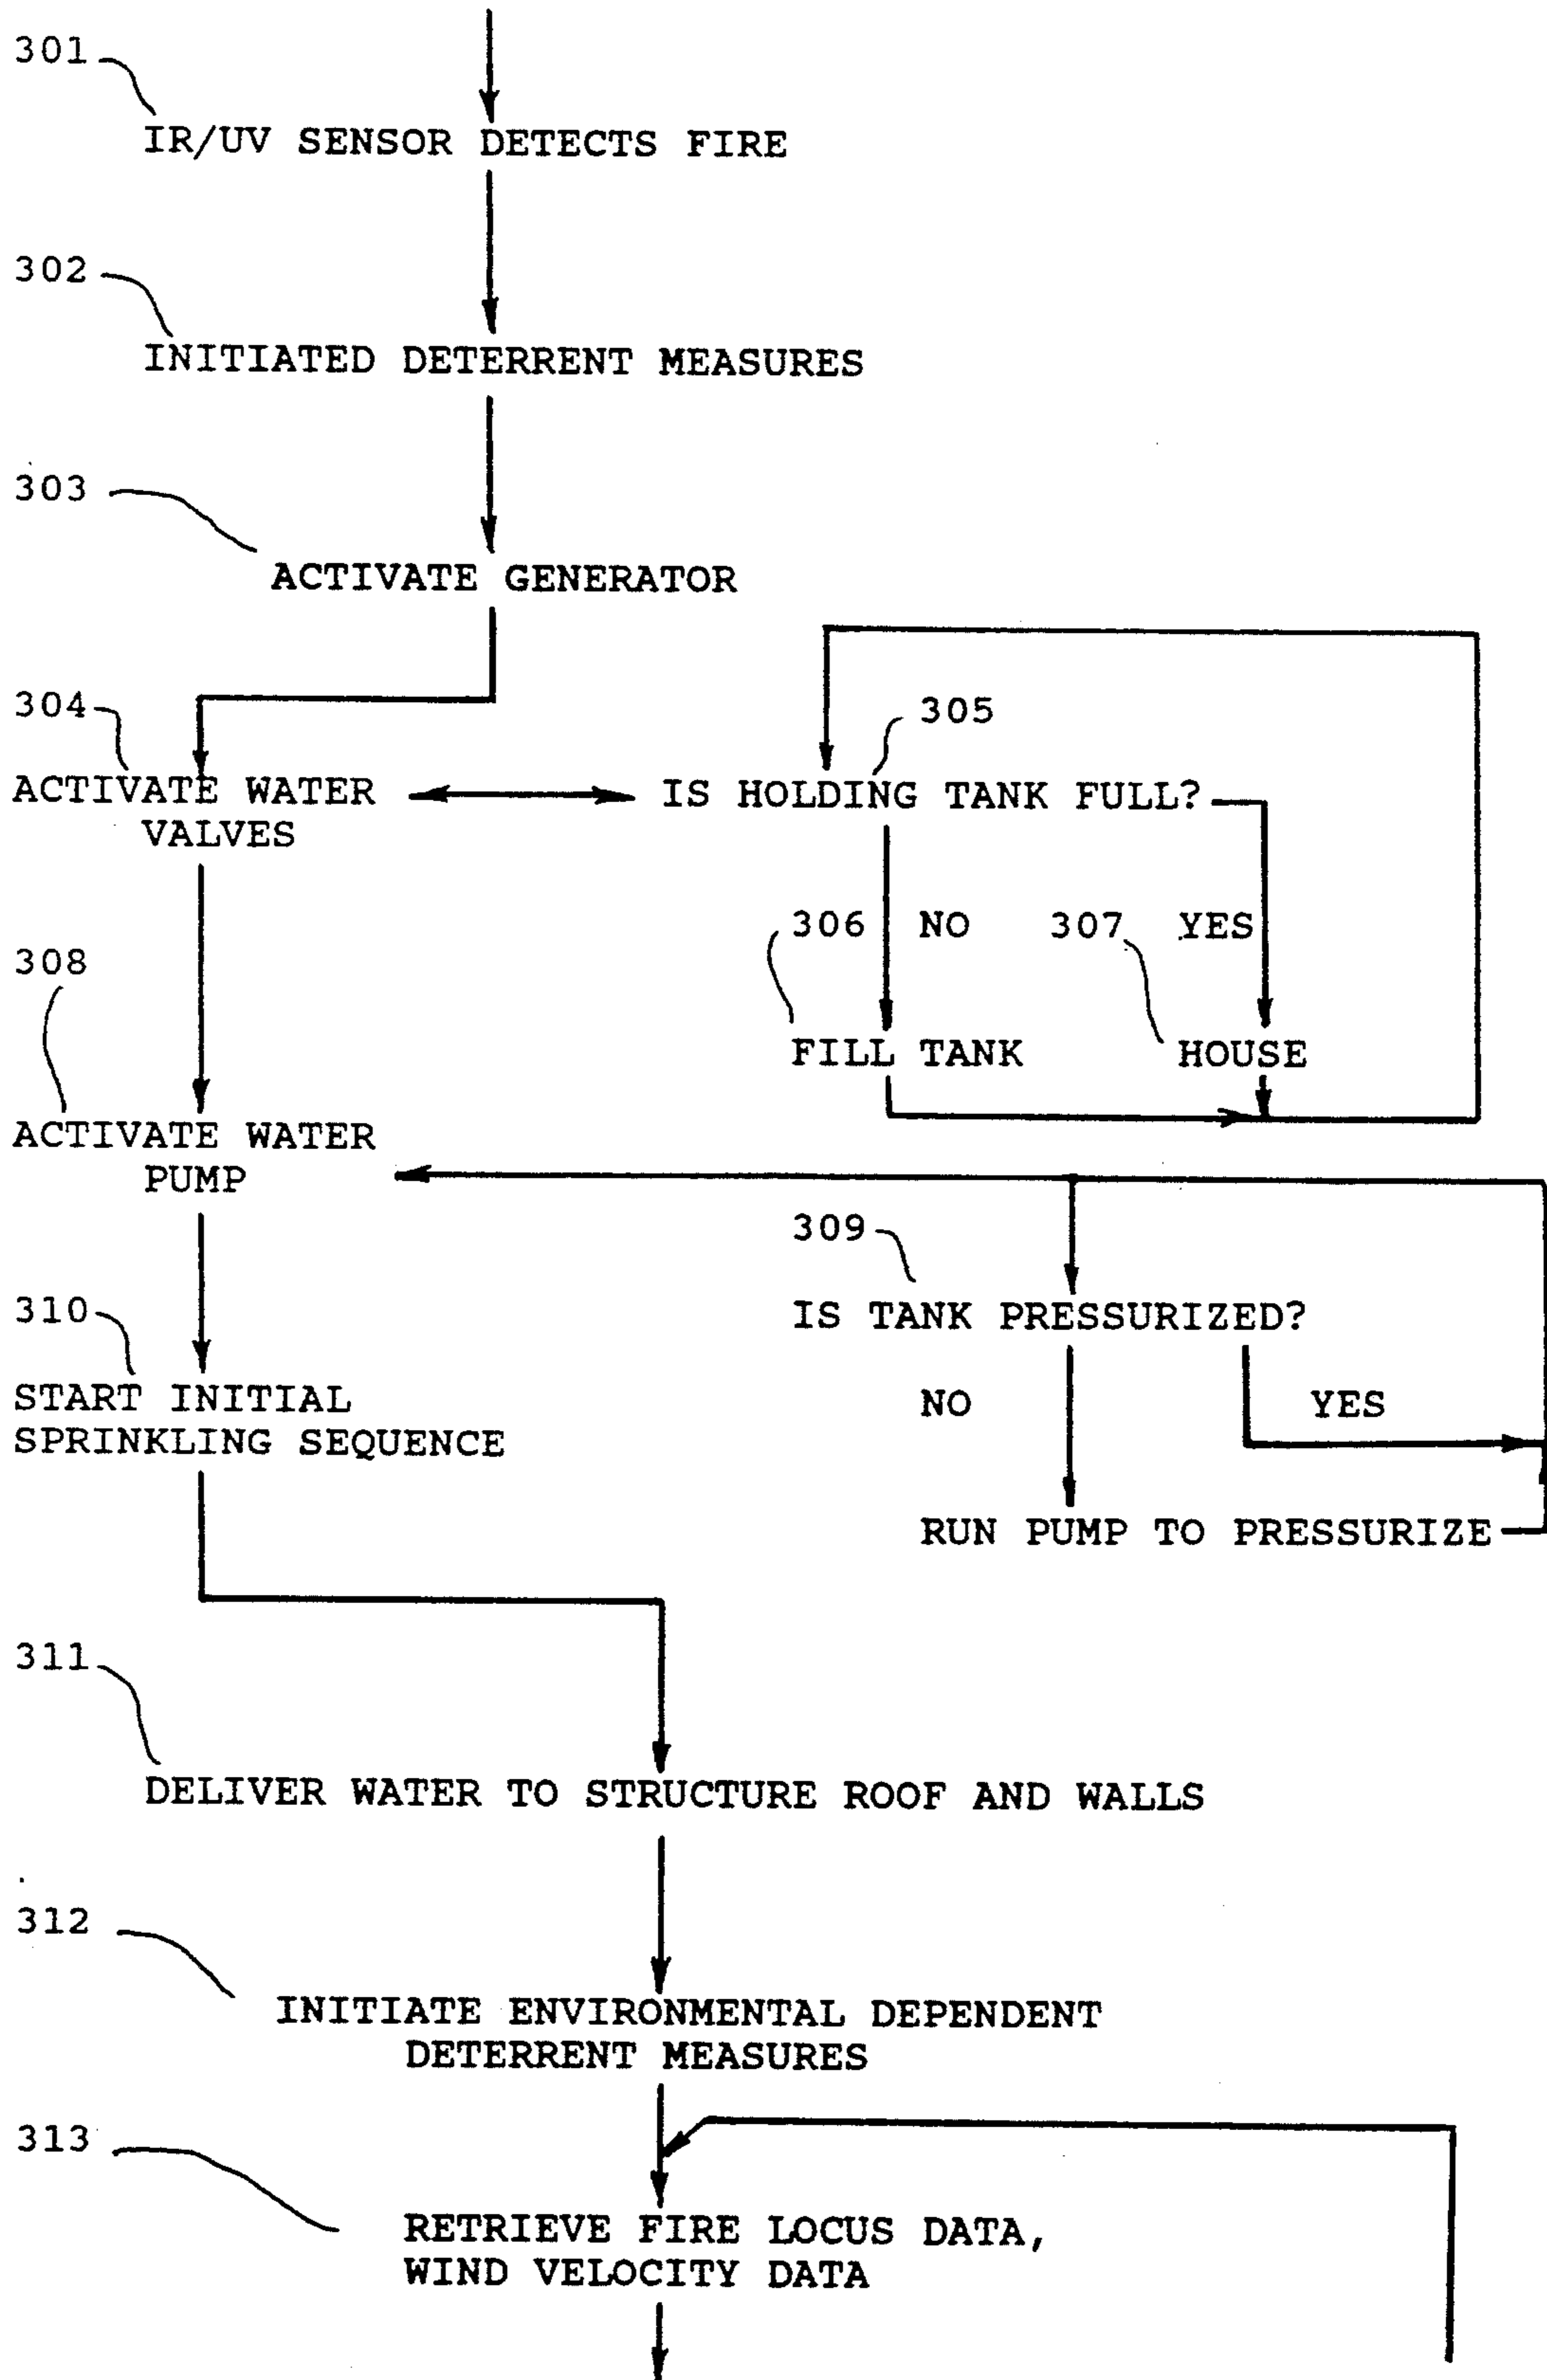 301
IR/UV SENSOR DETECTS FIRE
302
INITIATED DETERRENT MEASURES
303
ACTIVATE GENERATOR
304
305
ACTIVATE WATER
VALVES
IS HOLDING TANK FULL?
306 NO 307 YES
308
FILL TANK HOUSE
ACTIVATE WATER
PUMP
309
310
IS TANK PRESSURIZED?
START INITIAL
SPRINKLING SEQUENCE
NO YES
RUN PUMP TO PRESSURIZE
311
DELIVER WATER TO STRUCTURE ROOF AND WALLS
312
INITIATE ENVIRONMENTAL DEPENDENT
DETERRENT MEASURES
313
RETRIEVE FIRE LOCUS DATA,
WIND VELOCITY DATA